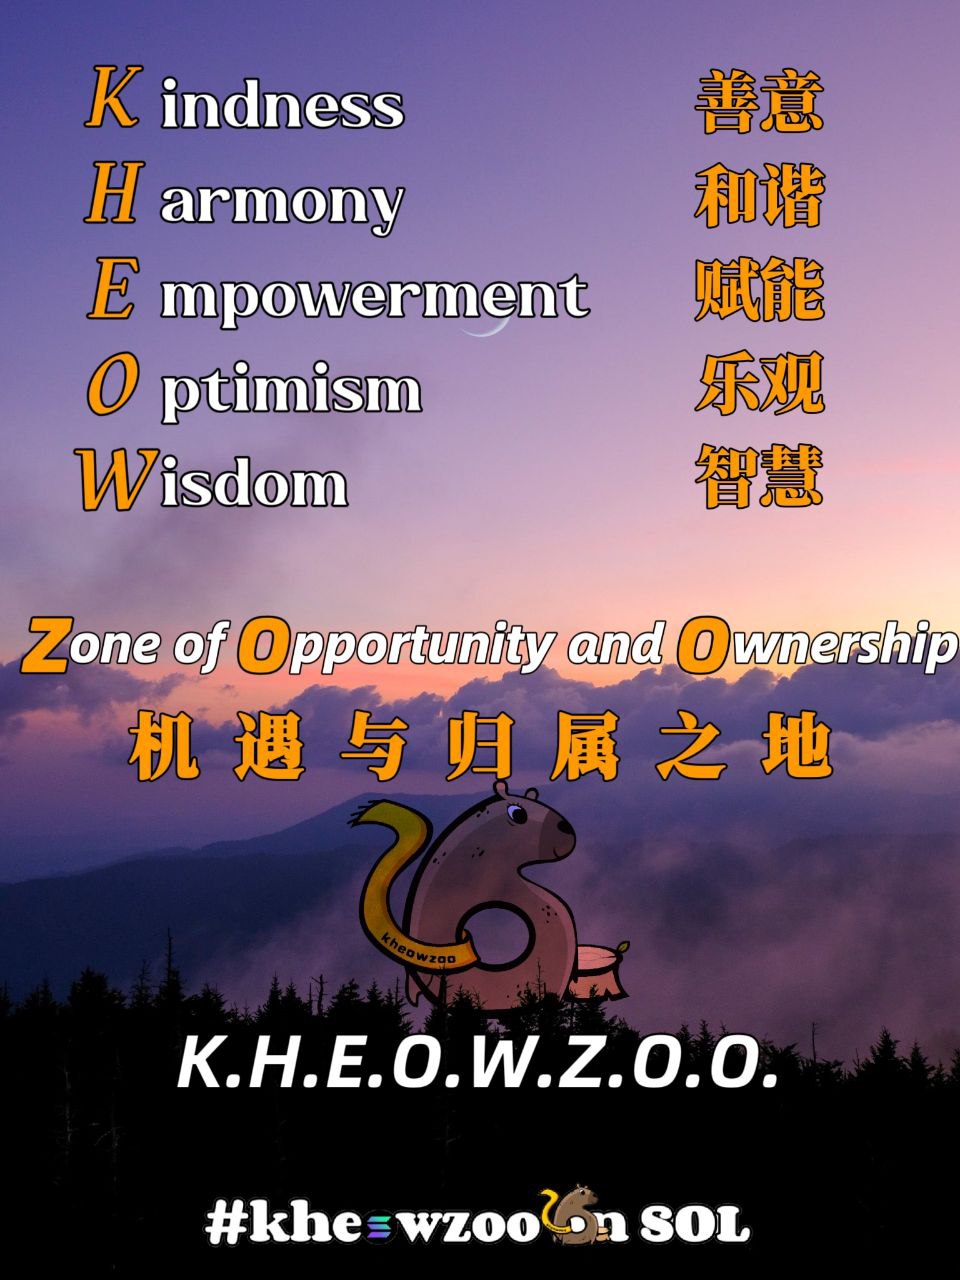 Kindness 善意
Harmony 和谐
Empowerment 赋能
Optimism 乐观
Wisdom 智慧
Zone of Opportunity and Ownership
机遇与归属之地
kheowzoo
K.H.E.O.W.Z.O.O.
#kheowzoo on SOL